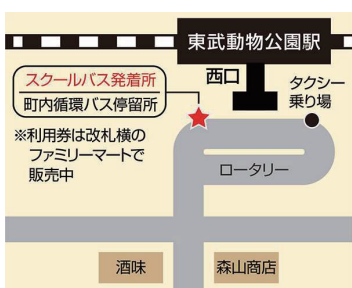 東武動物公園駅
西口
スクールバス発着所
町内循環バス停留所
タクシー
乗り場
※利用券は改札横の
ファミリーマートで
販売中
ロータリー
酒味
森山商店